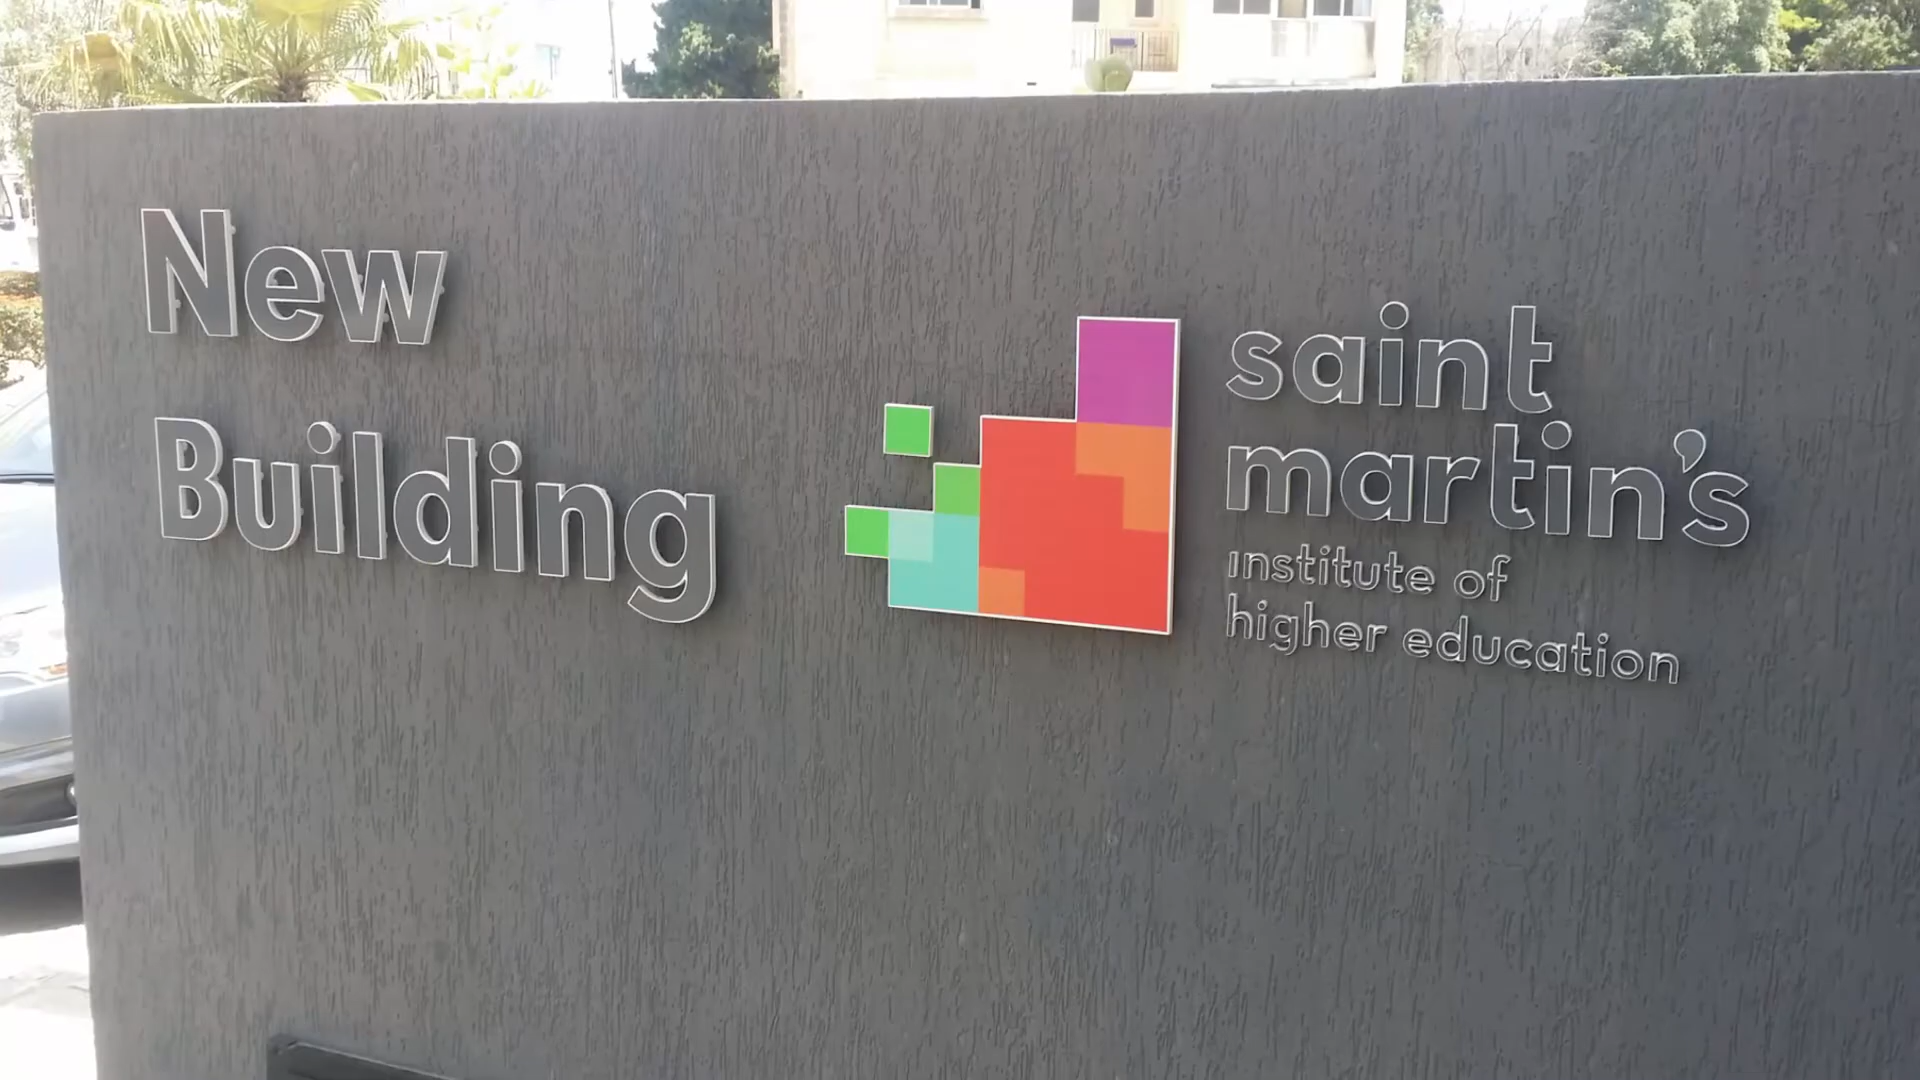 New
Building
saint
martin's
institute of
higher education